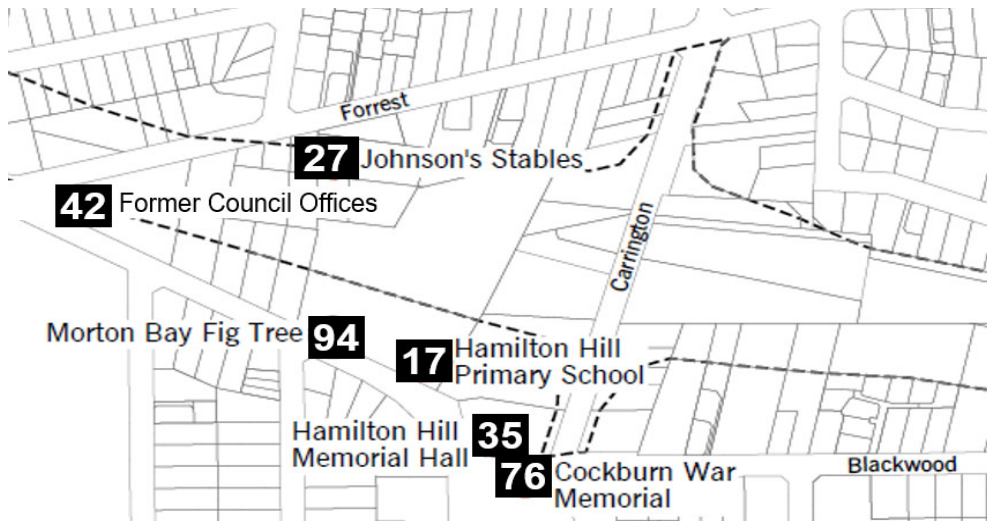 Forrest
27 Johnson's Stables
42 Former Council Offices
Carrington
Morton Bay Fig Tree 94
17 Hamilton Hill
Primary School
Hamilton Hill 35
Memorial Hall
76 Cockburn War
Memorial
Blackwood